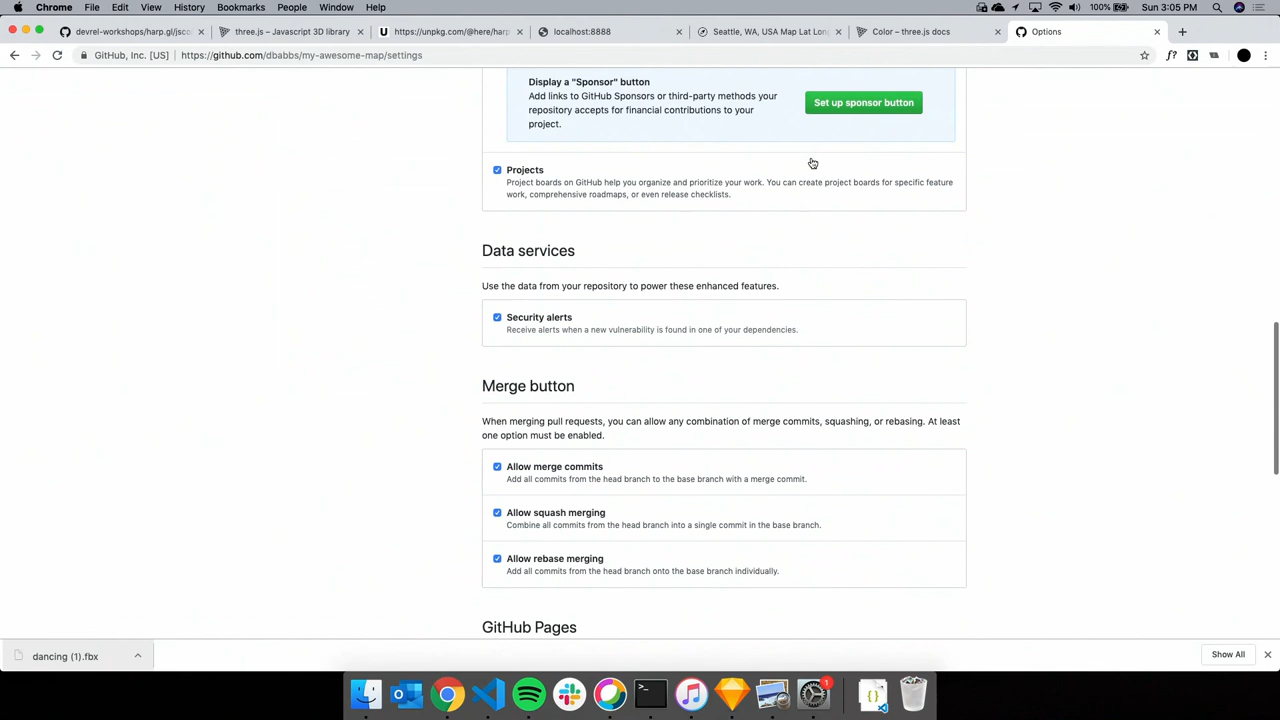 Chrome File Edit View History Bookmarks People Window Help 100% Sun 3:05 PM
devrel-workshops/harp.gl/jsco three.js – Javascript 3D library https://unpkg.com/@here/harp localhost:8888 Seattle, WA, USA Map Lat Lon Color – three.js docs Options
GitHub, Inc. [US] https://github.com/dbabbs/my-awesome-map/settings
Display a "Sponsor" button
Add links to GitHub Sponsors or third-party methods your
repository accepts for financial contributions to your
project.
Set up sponsor button
Projects
Project boards on GitHub help you organize and prioritize your work. You can create project boards for specific feature
work, comprehensive roadmaps, or even release checklists.
Data services
Use the data from your repository to power these enhanced features.
Security alerts
Receive alerts when a new vulnerability is found in one of your dependencies.
Merge button
When merging pull requests, you can allow any combination of merge commits, squashing, or rebasing. At least
one option must be enabled.
Allow merge commits
Add all commits from the head branch to the base branch with a merge commit.
Allow squash merging
Combine all commits from the head branch into a single commit in the base branch.
Allow rebase merging
Add all commits from the head branch onto the base branch individually.
GitHub Pages
dancing (1).fbx
Show All
1